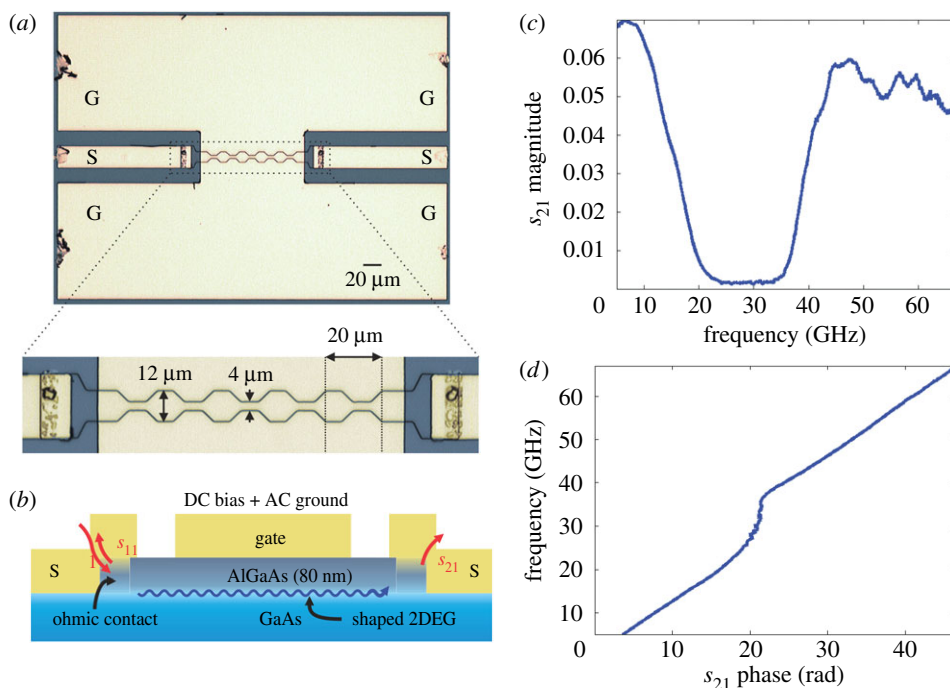 (a)
G
G
S
S
G
G
20 µm
20 µm
12 µm
4 µm
(b)
DC bias + AC ground
gate
s11
1
S
AlGaAs (80 nm)
s21
S
ohmic contact
GaAs
shaped 2DEG
(c)
s21 magnitude
0.06
0.05
0.04
0.03
0.02
0.01
0
10
20
30
40
50
60
frequency (GHz)
(d)
frequency (GHz)
60
50
40
30
20
10
0
10
20
30
40
s21 phase (rad)